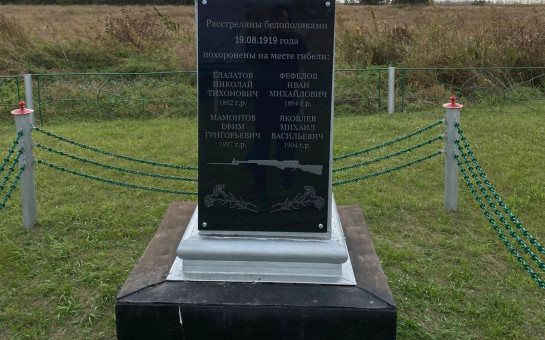 Расстреляны белополяками
19.08.1919 года
похоронены на месте гибели:
ГЛАЗАТОВ
НИКОЛАЙ
ТИХОНОВИЧ
1882 г.р.
ФЕФЕЛОВ
ИВАН
МИХАЙЛОВИЧ
1894 г.р.
МАМОНТОВ
ЕФИМ
ГРИГОРЬЕВИЧ
1897 г.р.
ЯКОВЛЕВ
МИХАИЛ
ВАСИЛЬЕВИЧ
1904 г.р.